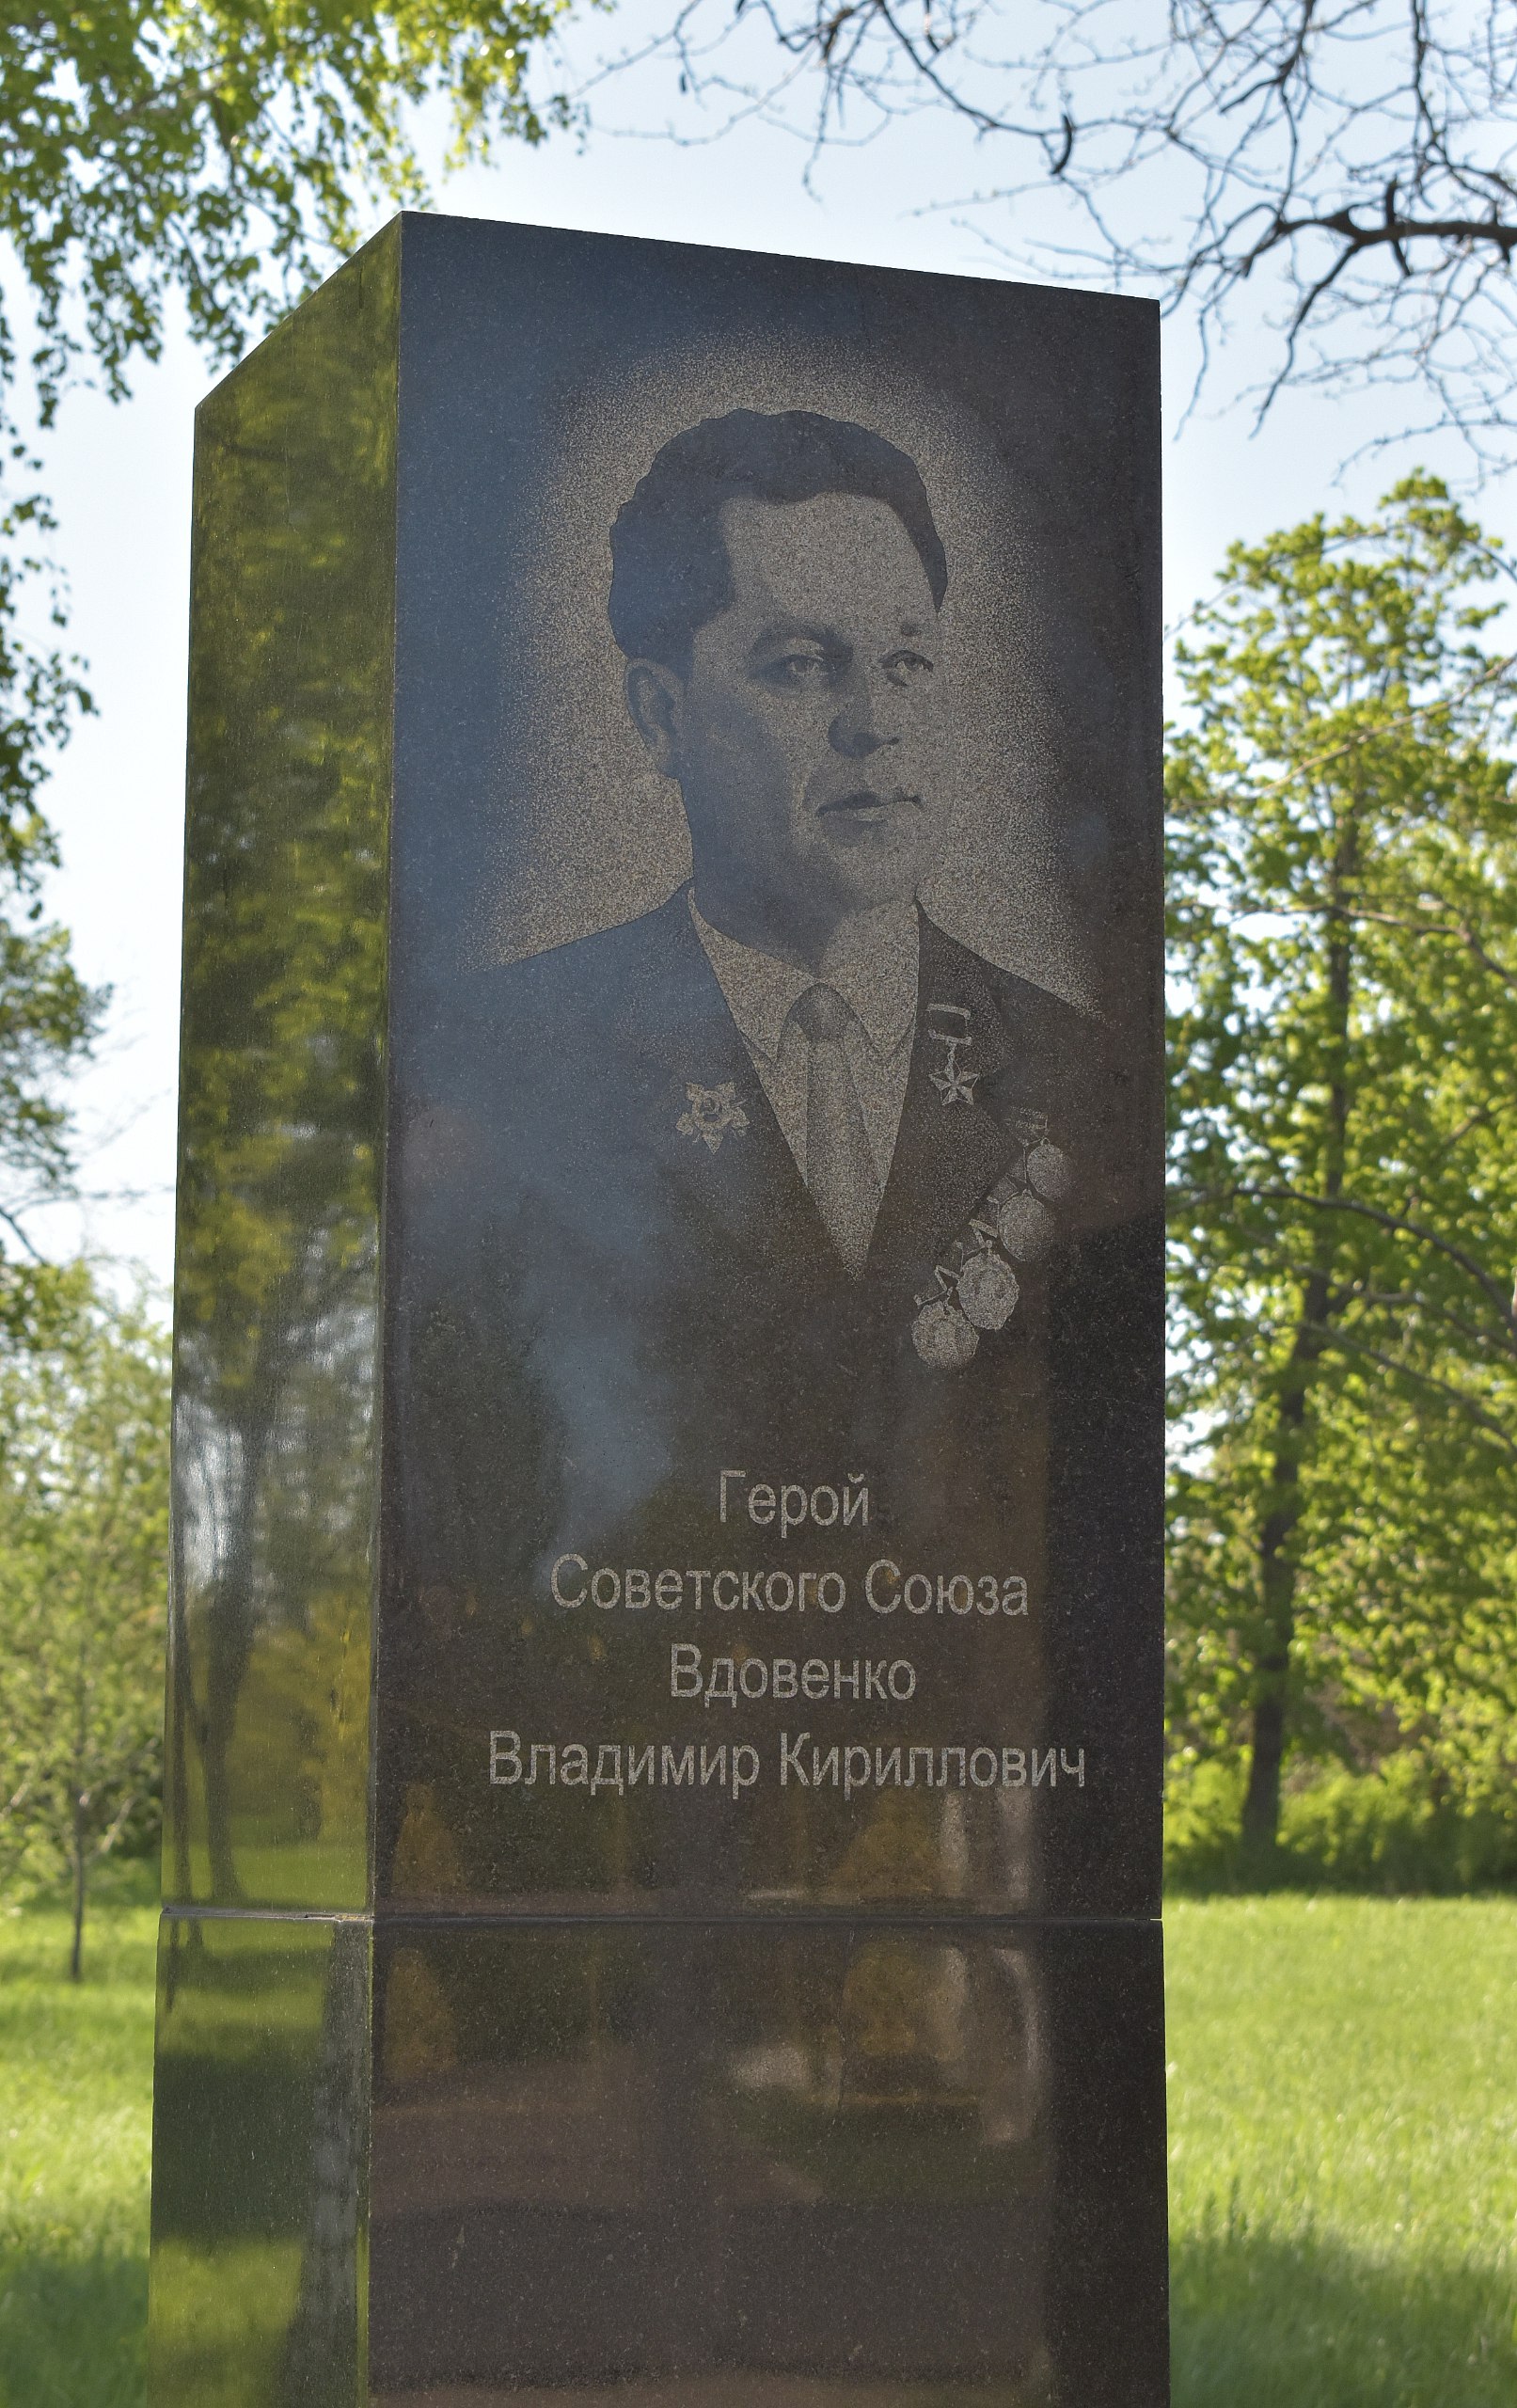 Герой
Советского Союза
Вдовенко
Владимир Кириллович